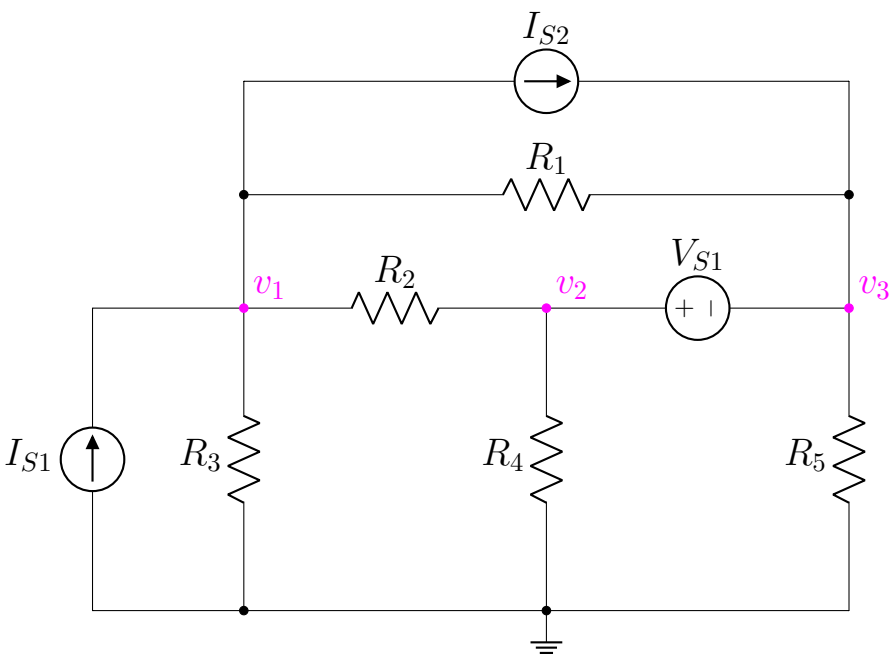 I_{S2}
R_1
R_2
V_{S1}
v_1
v_2
v_3
I_{S1}
R_3
R_4
R_5
+ −